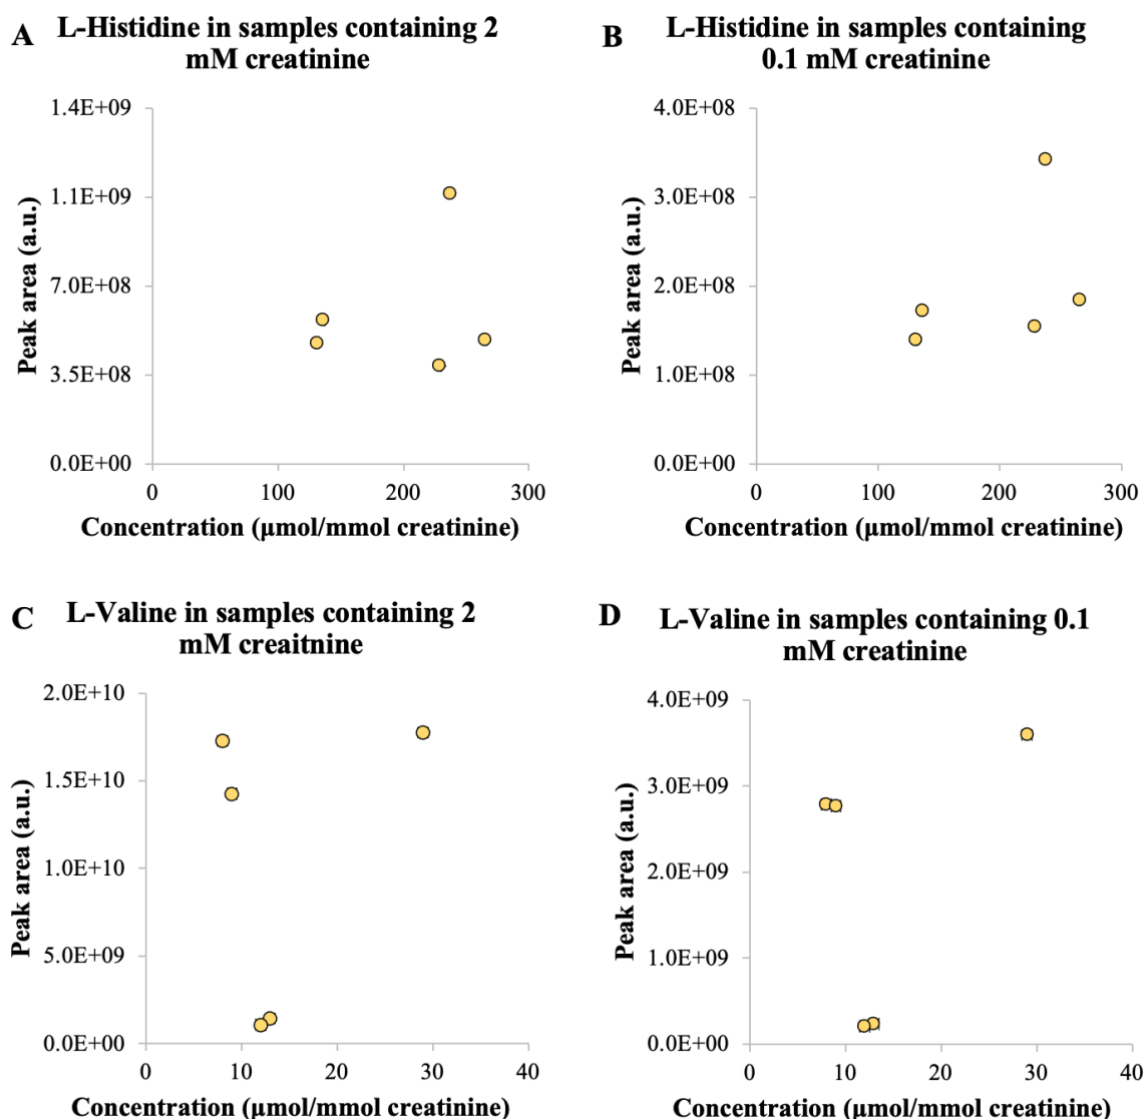 A
L-Histidine in samples containing 2
mM creatinine
1.4E+09
1.1E+09
7.0E+08
3.5E+08
0.0E+00
Peak area (a.u.)
0 100 200 300
Concentration (µmol/mmol creatinine)
B
L-Histidine in samples containing
0.1 mM creatinine
4.0E+08
3.0E+08
2.0E+08
1.0E+08
0.0E+00
Peak area (a.u.)
0 100 200 300
Concentration (µmol/mmol creatinine)
C
L-Valine in samples containing 2
mM creaitnine
2.0E+10
1.5E+10
1.0E+10
5.0E+09
0.0E+00
Peak area (a.u.)
0 10 20 30 40
Concentration (µmol/mmol creatinine)
D
L-Valine in samples containing 0.1
mM creatinine
4.0E+09
3.0E+09
2.0E+09
1.0E+09
0.0E+00
Peak area (a.u.)
0 10 20 30 40
Concentration (µmol/mmol creatinine)